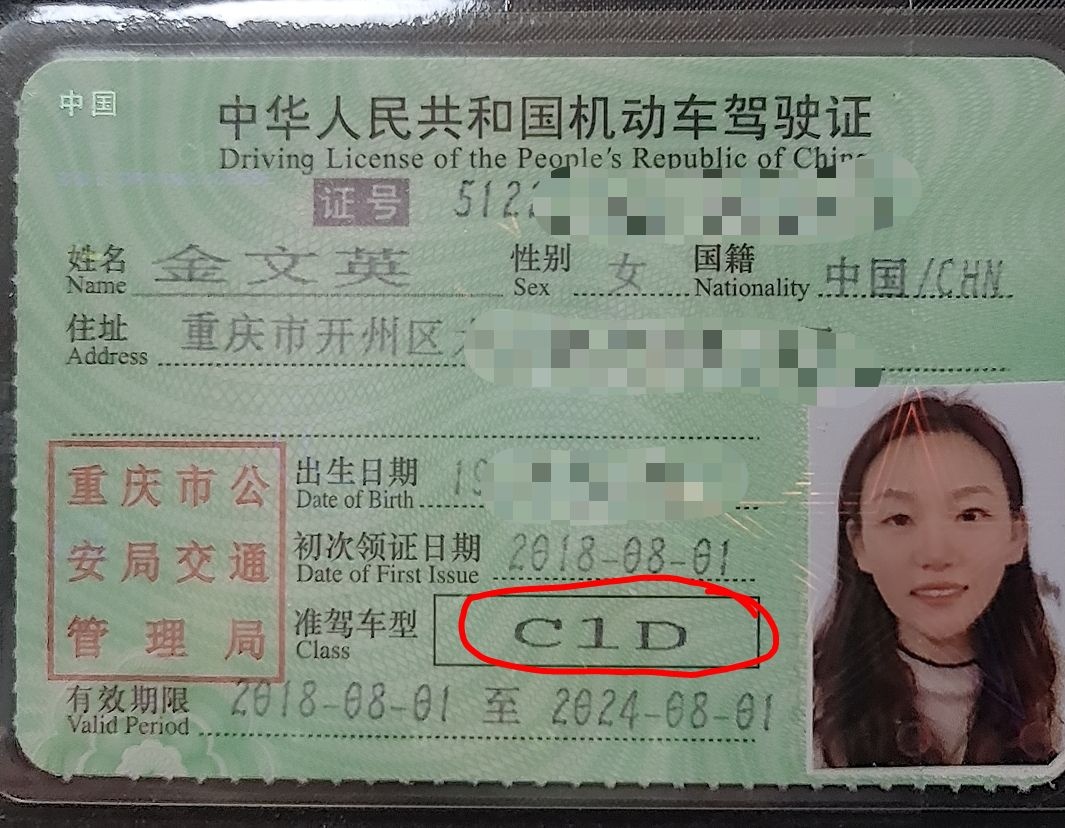 中国
中华人民共和国机动车驾驶证
Driving License of the People's Republic of China
证号 512
姓名 金文英 性别 女 国籍 中国/CHN
Name Sex Nationality
住址 重庆市开州区
Address
重庆市公
安局交通
管理局
出生日期 19
Date of Birth
初次领证日期 2018-08-01
Date of First Issue
准驾车型 C1D
Class
有效期限 2018-08-01 至 2024-08-01
Valid Period